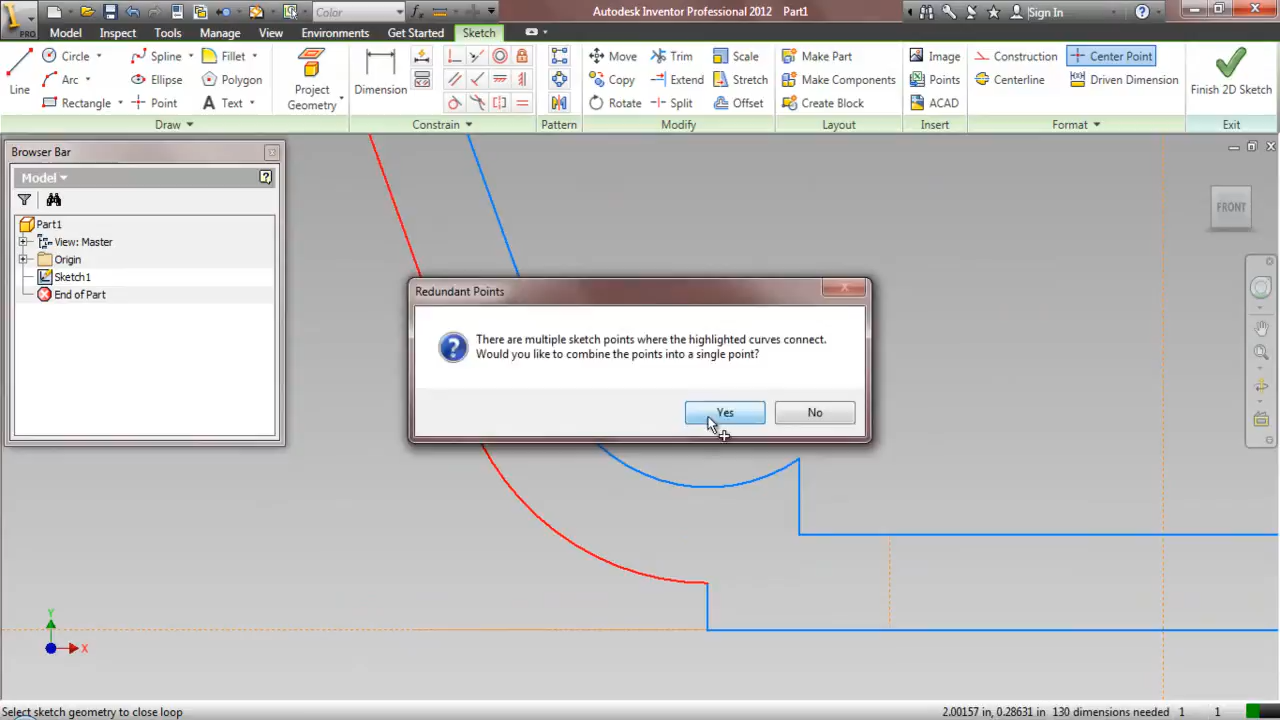 Color
Autodesk Inventor Professional 2012 Part1
Sign In
PRO
Model Inspect Tools Manage View Environments Get Started Sketch
Line
Circle Spline Fillet
Arc Ellipse Polygon
Rectangle Point Text
Project Geometry
Dimension
Move Trim Scale
Copy Extend Stretch
Rotate Split Offset
Make Part
Make Components
Create Block
Image
Points
ACAD
Construction Center Point
Centerline Driven Dimension
Finish 2D Sketch
Draw Constrain Pattern Modify Layout Insert Format Exit
Browser Bar
Model
Part1
View: Master
Origin
Sketch1
End of Part
FRONT
Redundant Points
There are multiple sketch points where the highlighted curves connect.
Would you like to combine the points into a single point?
Yes No
Y
X
Select sketch geometry to close loop
2.00157 in, 0.28631 in 130 dimensions needed 1 1